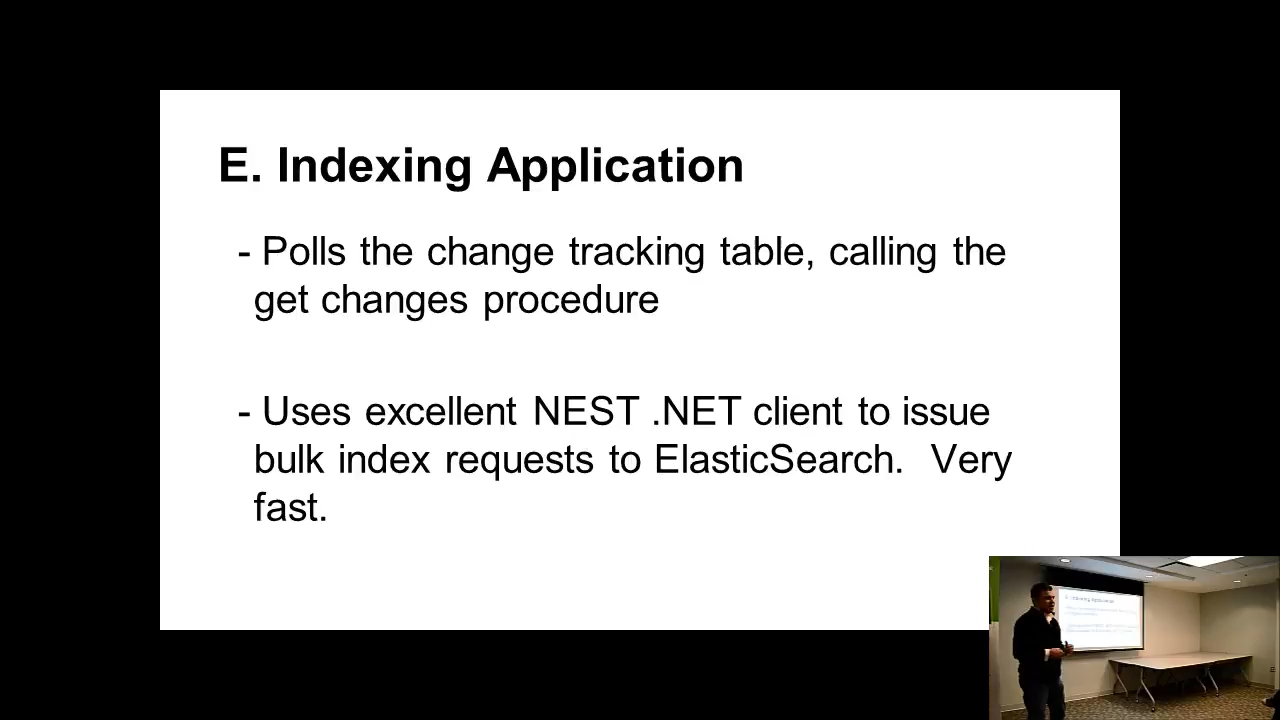 E. Indexing Application
- Polls the change tracking table, calling the
get changes procedure
- Uses excellent NEST .NET client to issue
bulk index requests to ElasticSearch.  Very
fast.